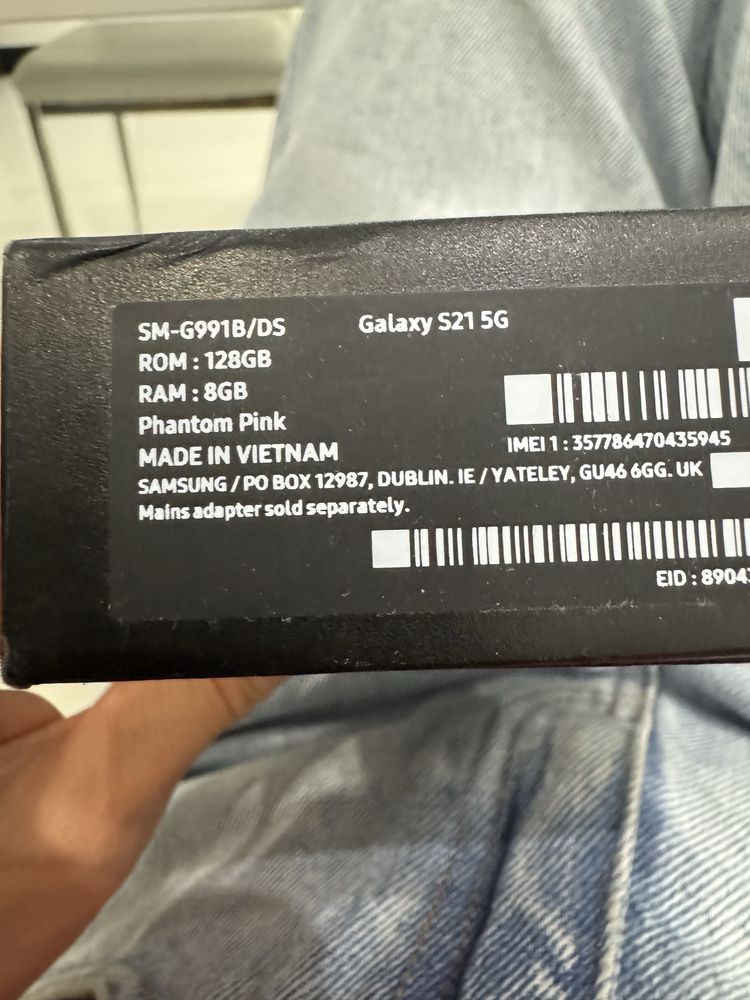 SM-G991B/DS
Galaxy S21 5G
ROM : 128GB
RAM : 8GB
Phantom Pink
MADE IN VIETNAM
IMEI 1 : 357786470435945
SAMSUNG / PO BOX 12987, DUBLIN. IE / YATELEY, GU46 6GG. UK
Mains adapter sold separately.
EID : 8904